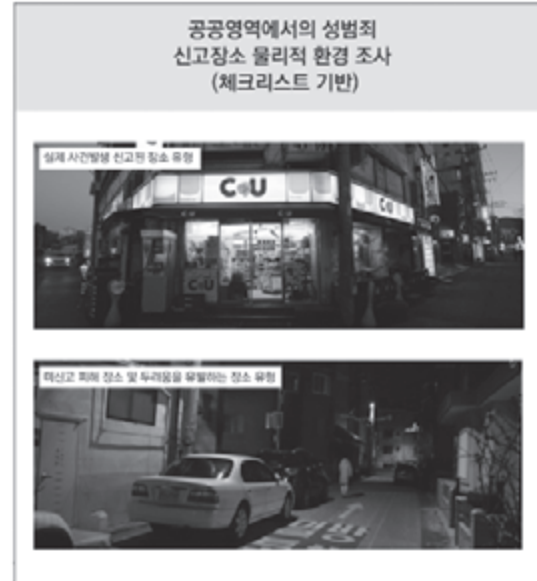 공공영역에서의 성범죄
신고장소 물리적 환경 조사
(체크리스트 기반)
실제 사건발생 신고된 장소 유형
CU
CU
CU
미신고 피해 장소 및 두려움을 유발하는 장소 유형